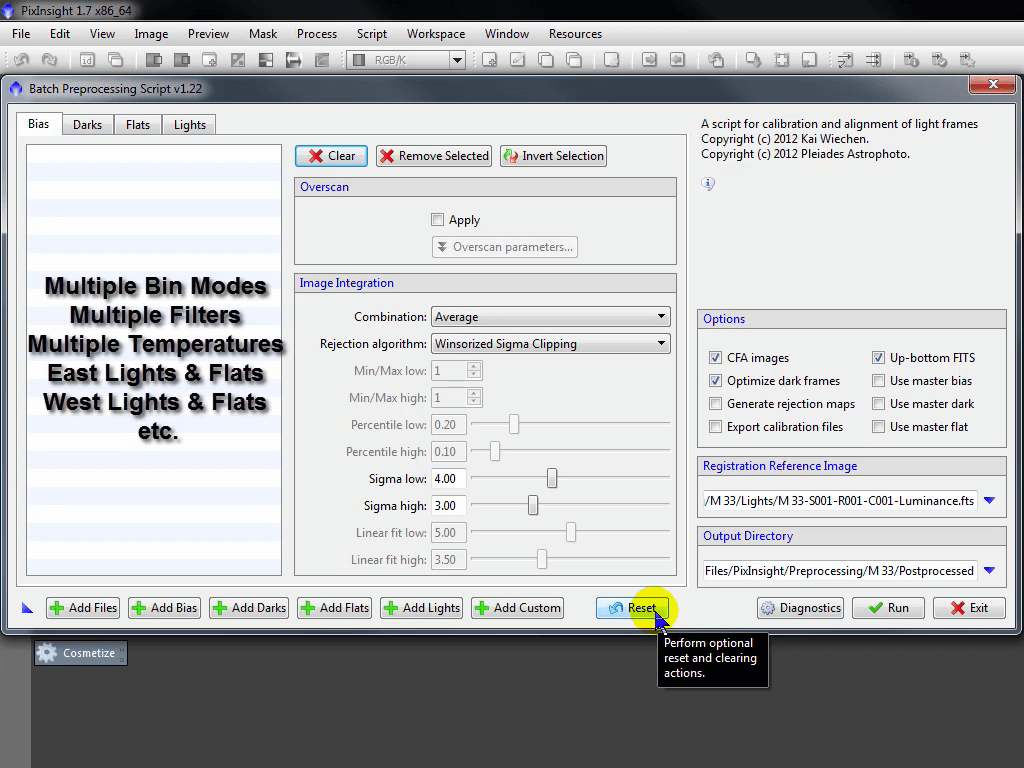 PixInsight 1.7 x86_64
File Edit View Image Preview Mask Process Script Workspace Window Resources
RGB/K
Batch Preprocessing Script v1.22
Bias Darks Flats Lights
Multiple Bin Modes
Multiple Filters
Multiple Temperatures
East Lights & Flats
West Lights & Flats
etc.
Clear Remove Selected Invert Selection
Overscan
Apply
Overscan parameters...
Image Integration
Combination: Average
Rejection algorithm: Winsorized Sigma Clipping
Min/Max low: 1
Min/Max high: 1
Percentile low: 0.20
Percentile high: 0.10
Sigma low: 4.00
Sigma high: 3.00
Linear fit low: 5.00
Linear fit high: 3.50
A script for calibration and alignment of light frames
Copyright (c) 2012 Kai Wiechen.
Copyright (c) 2012 Pleiades Astrophoto.
Options
CFA images Up-bottom FITS
Optimize dark frames Use master bias
Generate rejection maps Use master dark
Export calibration files Use master flat
Registration Reference Image
/M 33/Lights/M 33-S001-R001-C001-Luminance.fts
Output Directory
Files/PixInsight/Preprocessing/M 33/Postprocessed
Add Files Add Bias Add Darks Add Flats Add Lights Add Custom Reset Diagnostics Run Exit
Perform optional
reset and clearing
actions.
Cosmetize